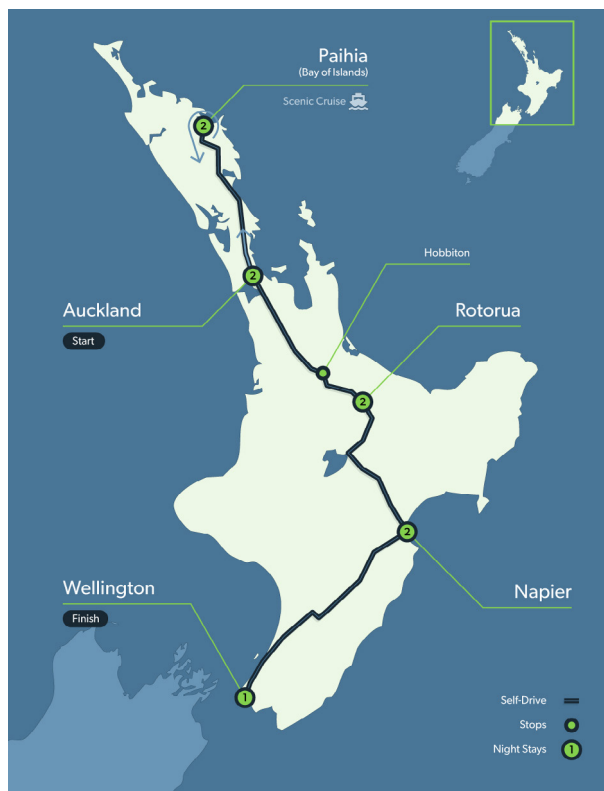 Paihia
(Bay of Islands)
Scenic Cruise
2
Hobbiton
2
Auckland
Start
Rotorua
2
2
Wellington
Finish
Napier
1
Self-Drive
Stops
Night Stays
1